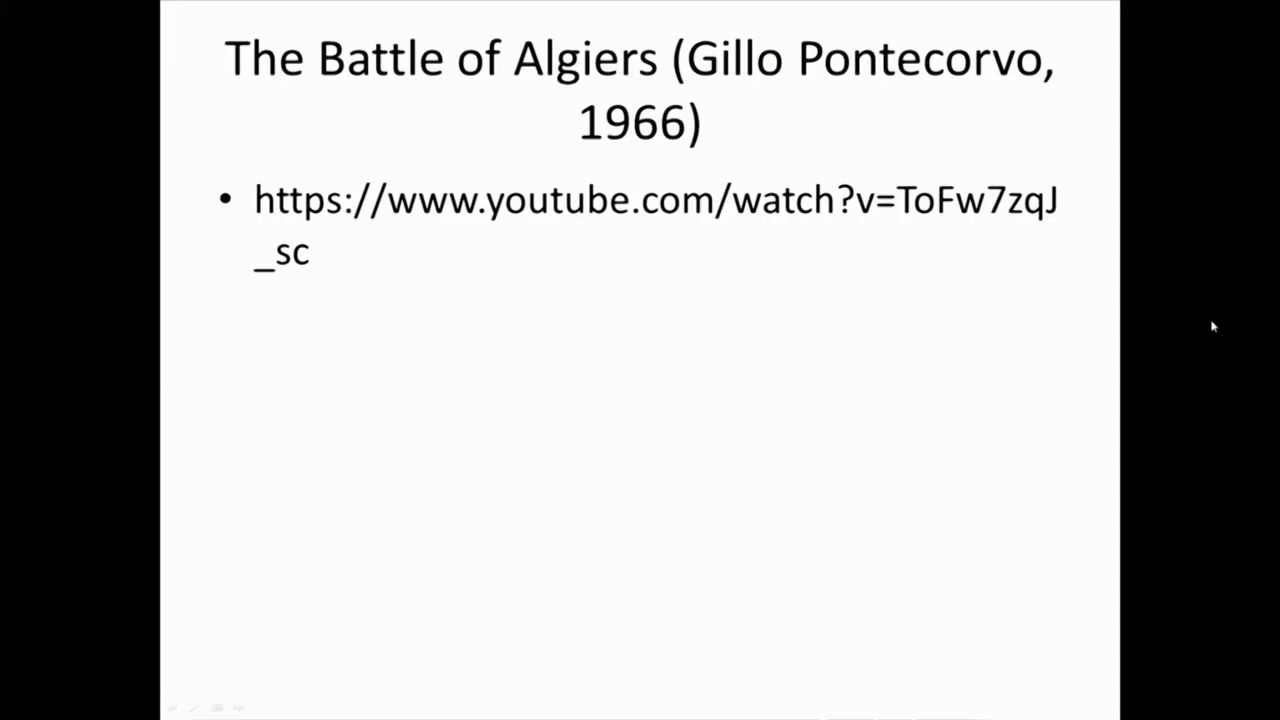 The Battle of Algiers (Gillo Pontecorvo,
1966)
• https://www.youtube.com/watch?v=ToFw7zqJ
_sc